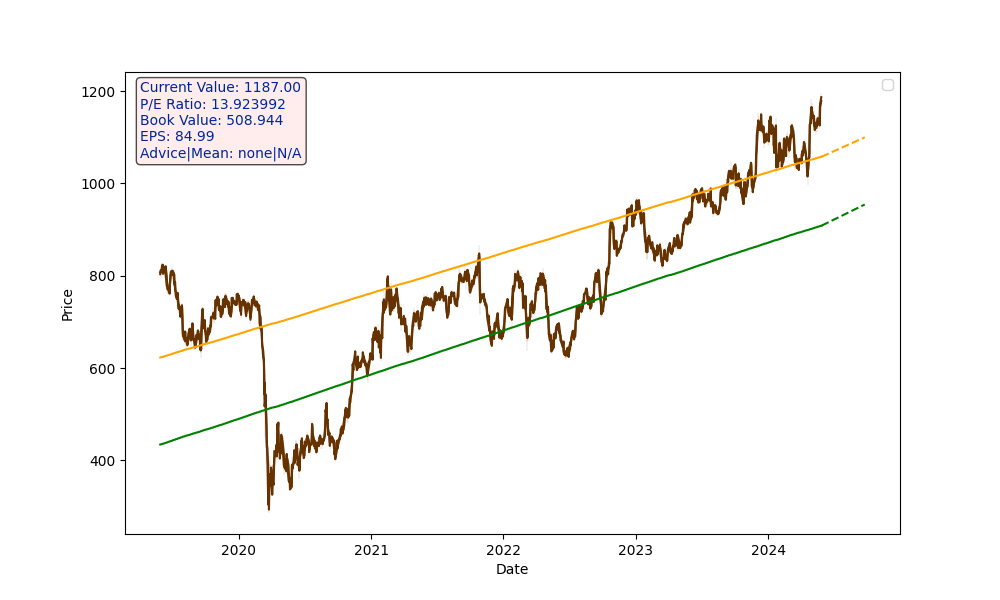 Current Value: 1187.00
P/E Ratio: 13.923992
Book Value: 508.944
EPS: 84.99
Advice|Mean: none|N/A
1200
1000
800
600
400
Price
2020 2021 2022 2023 2024
Date